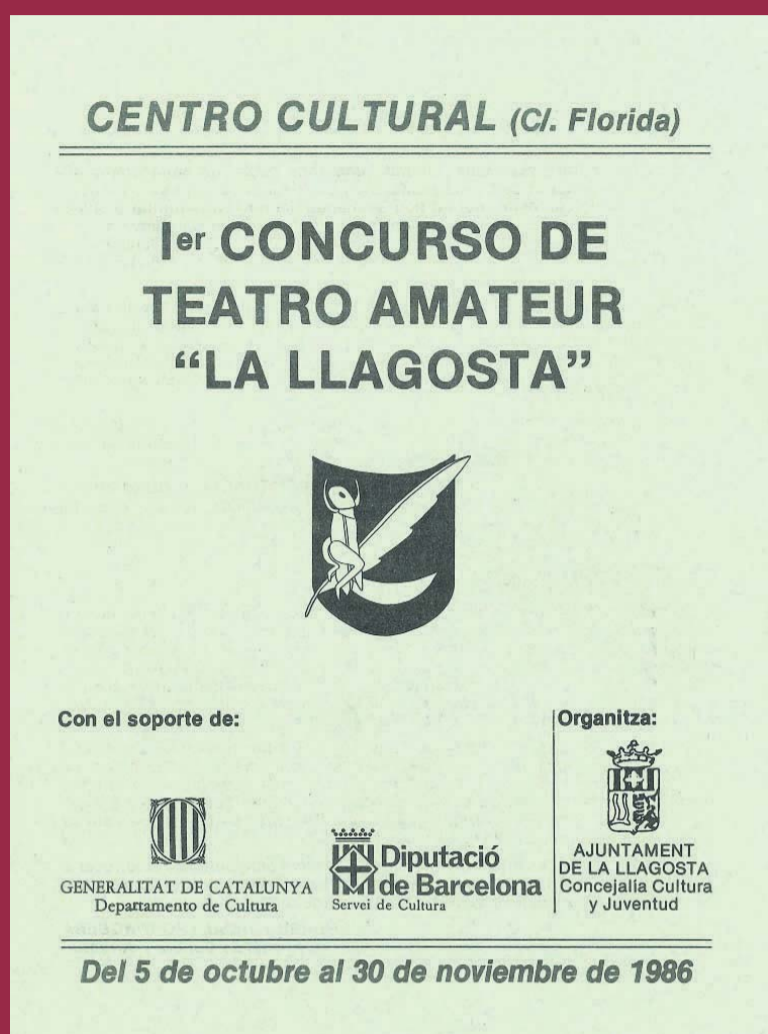 CENTRO CULTURAL (C/. Florida)
Ier CONCURSO DE
TEATRO AMATEUR
“LA LLAGOSTA”
Con el soporte de:
GENERALITAT DE CATALUNYA
Departamento de Cultura
Diputació
de Barcelona
Servei de Cultura
Organitza:
AJUNTAMENT
DE LA LLAGOSTA
Concejalia Cultura
y Juventud
Del 5 de octubre al 30 de noviembre de 1986